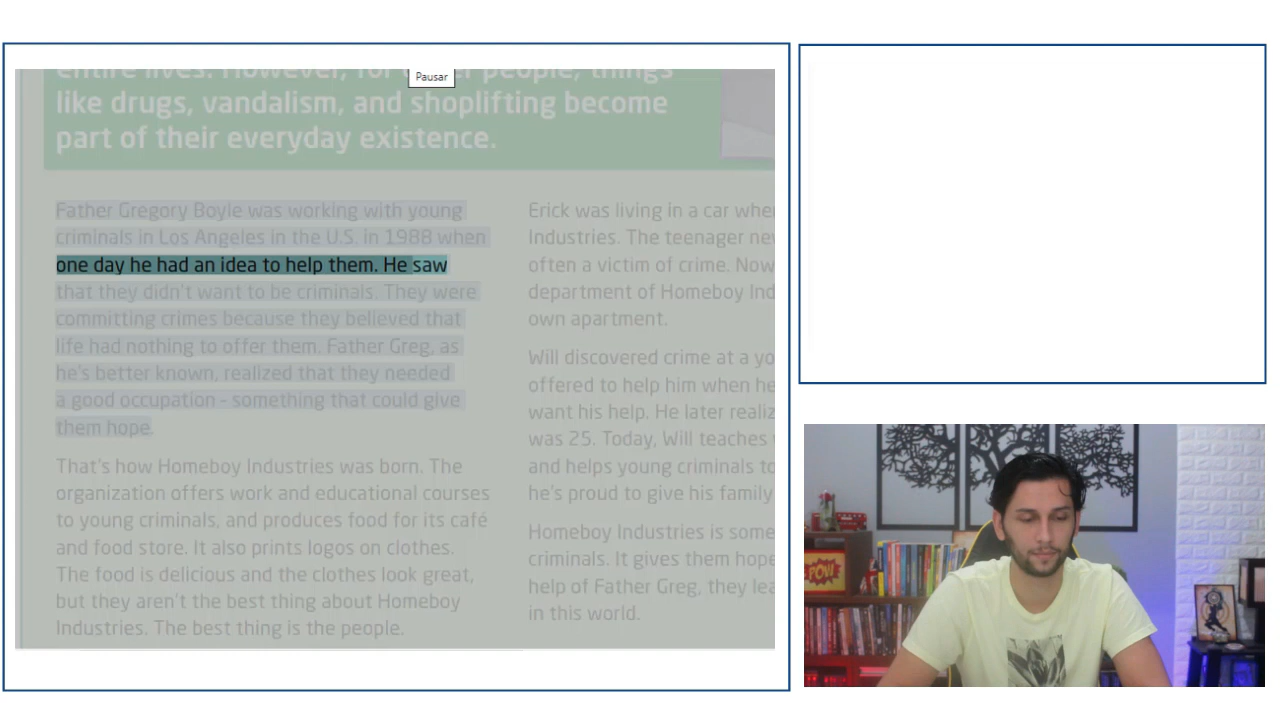 entire lives. However, for other people, things
Pausar
like drugs, vandalism, and shoplifting become
part of their everyday existence.
Father Gregory Boyle was working with young
criminals in Los Angeles in the U.S. in 1988 when
one day he had an idea to help them. He saw
that they didn't want to be criminals. They were
committing crimes because they believed that
life had nothing to offer them. Father Greg, as
he's better known, realized that they needed
a good occupation – something that could give
them hope.
That's how Homeboy Industries was born. The
organization offers work and educational courses
to young criminals, and produces food for its café
and food store. It also prints logos on clothes.
The food is delicious and the clothes look great,
but they aren't the best thing about Homeboy
Industries. The best thing is the people.
Erick was living in a car
Industries. The teenager
often a victim of crime. Now
department of Homeboy
own apartment.
Will discovered crime at a
offered to help him when he
want his help. He later
was 25. Today, Will teaches
and helps young criminals to
he's proud to give his family
Homeboy Industries is
criminals. It gives them hope
help of Father Greg, they
in this world.
POW